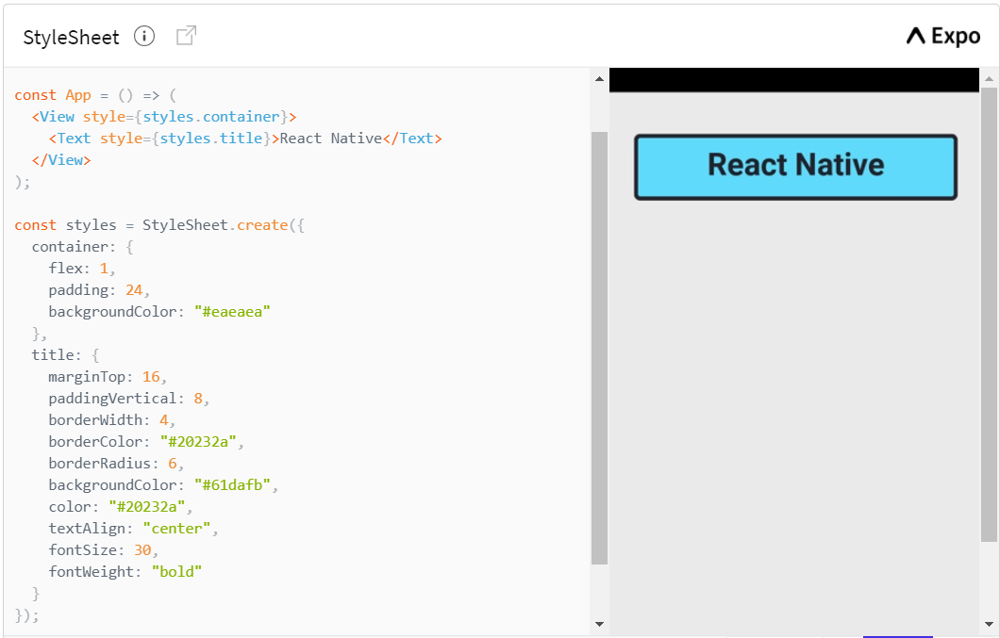 StyleSheet
Expo
const App = () => (
  <View style={styles.container}>
    <Text style={styles.title}>React Native</Text>
  </View>
);

const styles = StyleSheet.create({
  container: {
    flex: 1,
    padding: 24,
    backgroundColor: "#eaeaea"
  },
  title: {
    marginTop: 16,
    paddingVertical: 8,
    borderWidth: 4,
    borderColor: "#20232a",
    borderRadius: 6,
    backgroundColor: "#61dafb",
    color: "#20232a",
    textAlign: "center",
    fontSize: 30,
    fontWeight: "bold"
  }
});
React Native